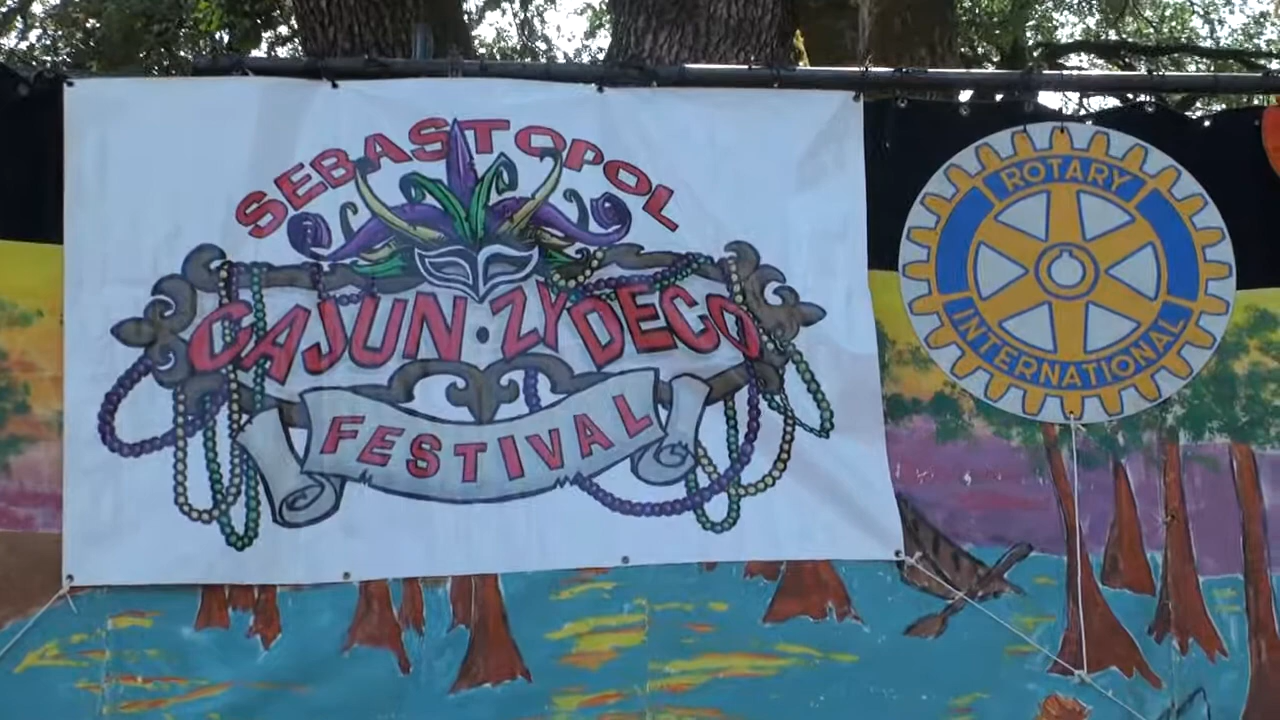 SEBASTOPOL
CAJUN · ZYDECO
FESTIVAL
ROTARY
INTERNATIONAL